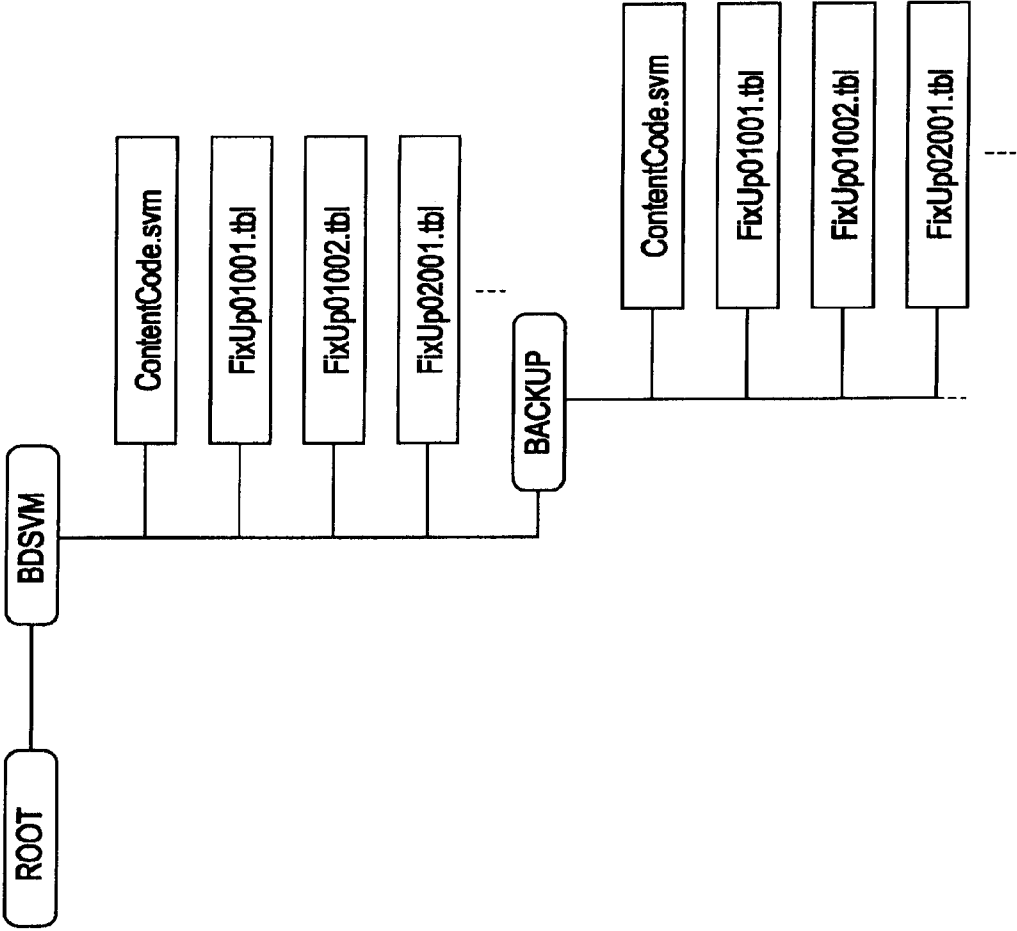 ROOT
BDSVM
ContentCode.svm
FixUp01001.tbl
FixUp01002.tbl
FixUp02001.tbl
BACKUP
ContentCode.svm
FixUp01001.tbl
FixUp01002.tbl
FixUp02001.tbl